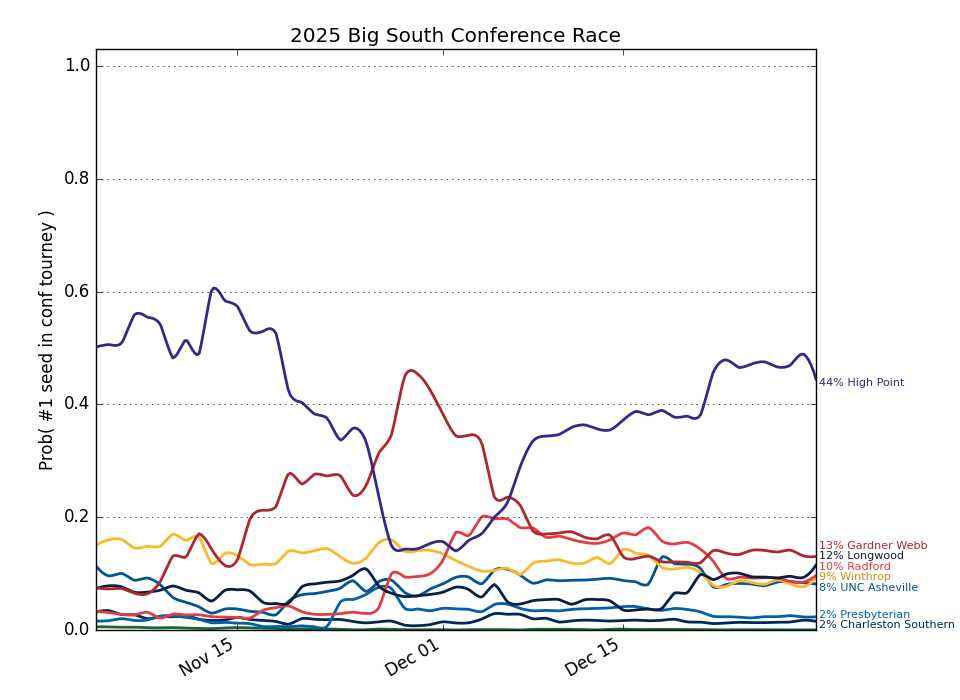 2025 Big South Conference Race
Prob( #1 seed in conf tourney )
1.0
0.8
0.6
0.4
0.2
0.0
Nov 15
Dec 01
Dec 15
44% High Point
13% Gardner Webb
12% Longwood
10% Radford
9% Winthrop
8% UNC Asheville
2% Presbyterian
2% Charleston Southern